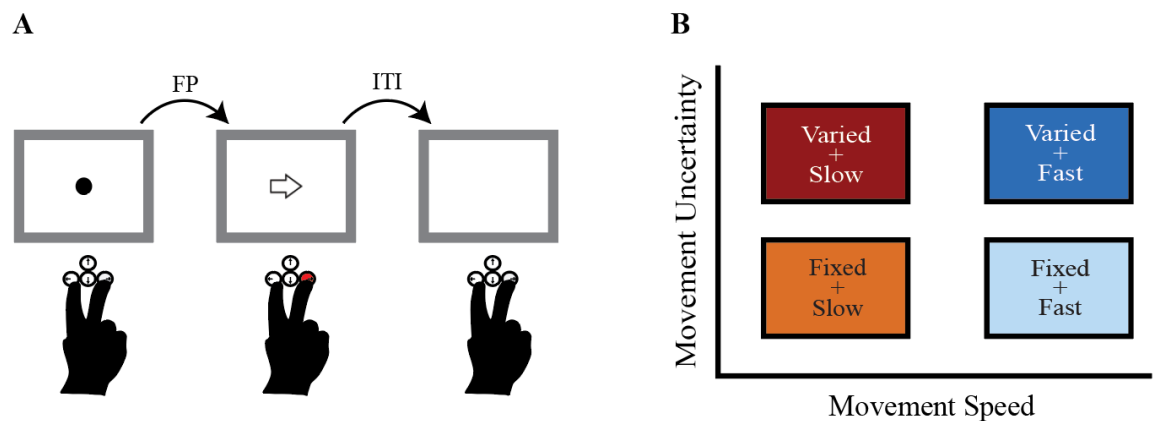 A
B
FP
ITI
Movement Uncertainty
Varied
+
Slow
Varied
+
Fast
Fixed
+
Slow
Fixed
+
Fast
Movement Speed